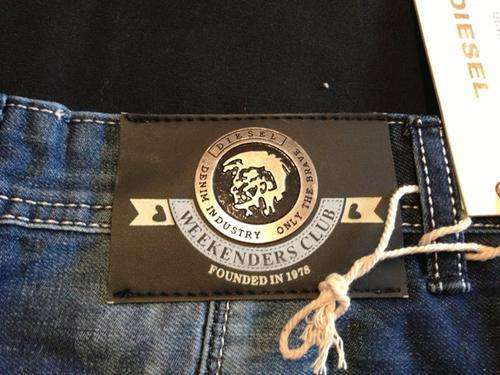 DIESEL
DIESEL
DENIM INDUSTRY
ONLY THE BRAVE
WEEKENDERS CLUB
FOUNDED IN 1978